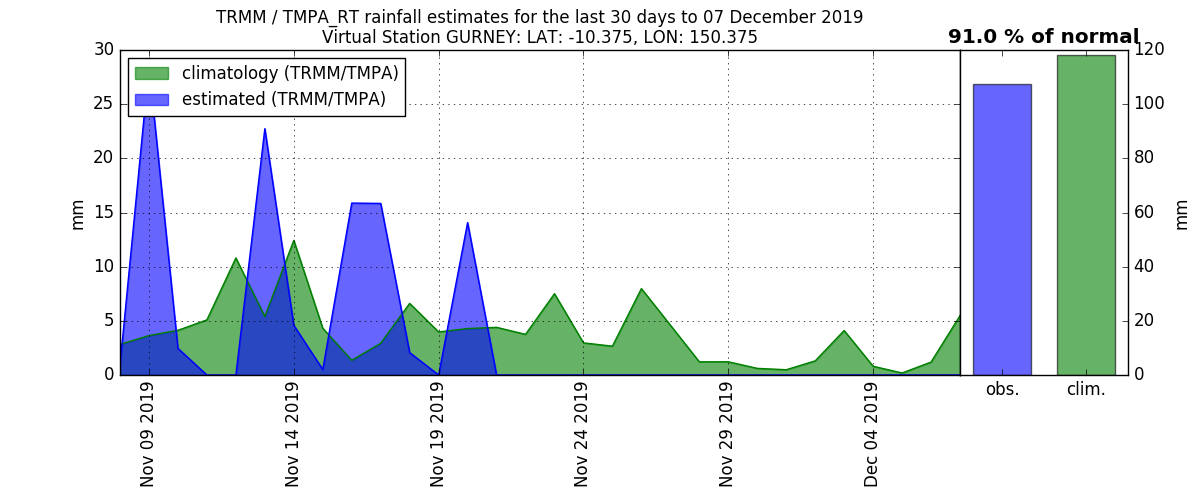 TRMM / TMPA_RT rainfall estimates for the last 30 days to 07 December 2019
Virtual Station GURNEY: LAT: -10.375, LON: 150.375
91.0 % of normal
climatology (TRMM/TMPA)
estimated (TRMM/TMPA)
30
25
20
15
10
5
0
mm
Nov 09 2019
Nov 14 2019
Nov 19 2019
Nov 24 2019
Nov 29 2019
Dec 04 2019
obs.
clim.
120
100
80
60
40
20
0
mm